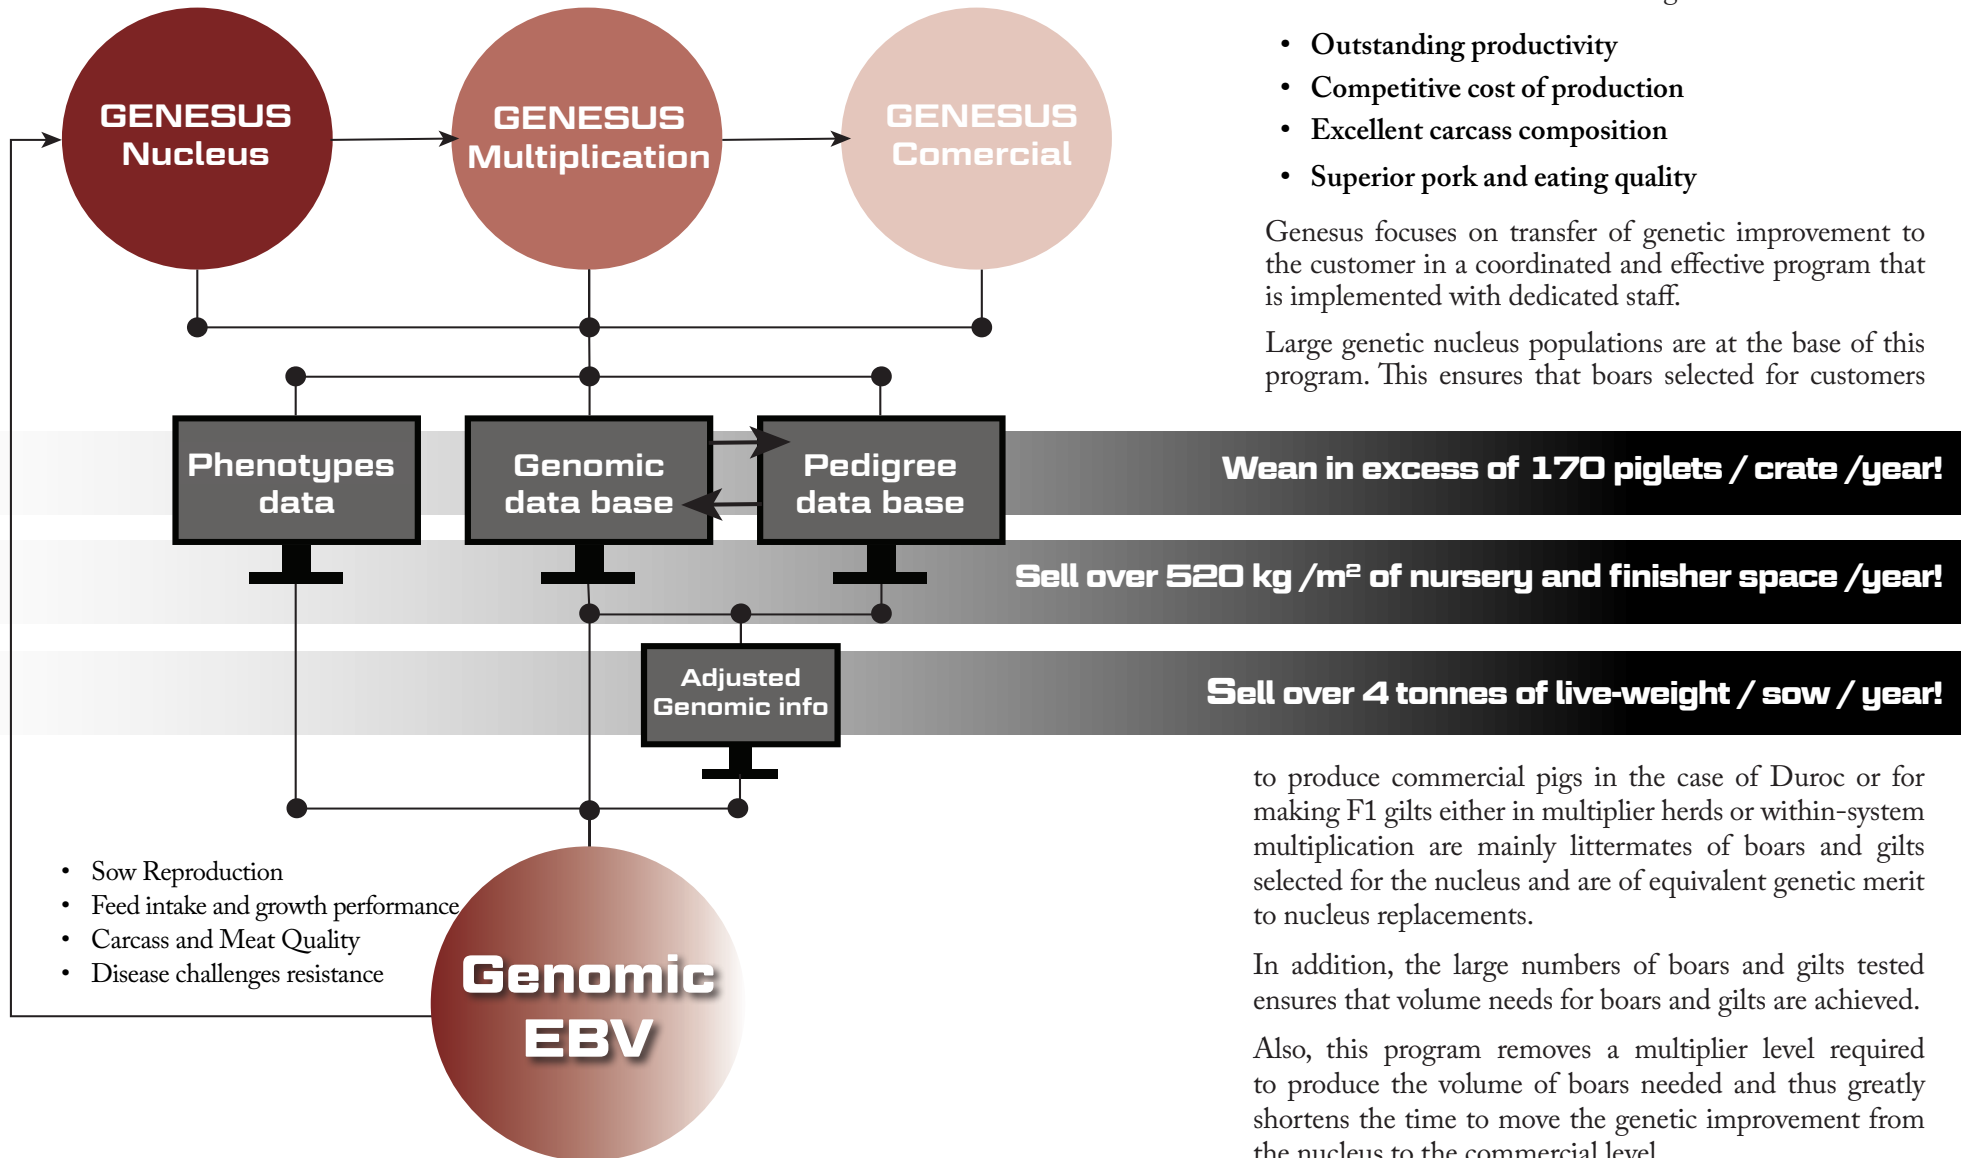 GENESUS
Nucleus
GENESUS
Multiplication
GENESUS
Comercial
Phenotypes
data
Genomic
data base
Pedigree
data base
Adjusted
Genomic info
• Sow Reproduction
• Feed intake and growth performance
• Carcass and Meat Quality
• Disease challenges resistance
Genomic
EBV
• Outstanding productivity
• Competitive cost of production
• Excellent carcass composition
• Superior pork and eating quality
Genesus focuses on transfer of genetic improvement to
the customer in a coordinated and effective program that
is implemented with dedicated staff.
Large genetic nucleus populations are at the base of this
program. This ensures that boars selected for customers
Wean in excess of 170 piglets / crate /year!
Sell over 520 kg /m² of nursery and finisher space /year!
Sell over 4 tonnes of live-weight / sow / year!
to produce commercial pigs in the case of Duroc or for
making F1 gilts either in multiplier herds or within-system
multiplication are mainly littermates of boars and gilts
selected for the nucleus and are of equivalent genetic merit
to nucleus replacements.
In addition, the large numbers of boars and gilts tested
ensures that volume needs for boars and gilts are achieved.
Also, this program removes a multiplier level required
to produce the volume of boars needed and thus greatly
shortens the time to move the genetic improvement from
the nucleus to the commercial level.